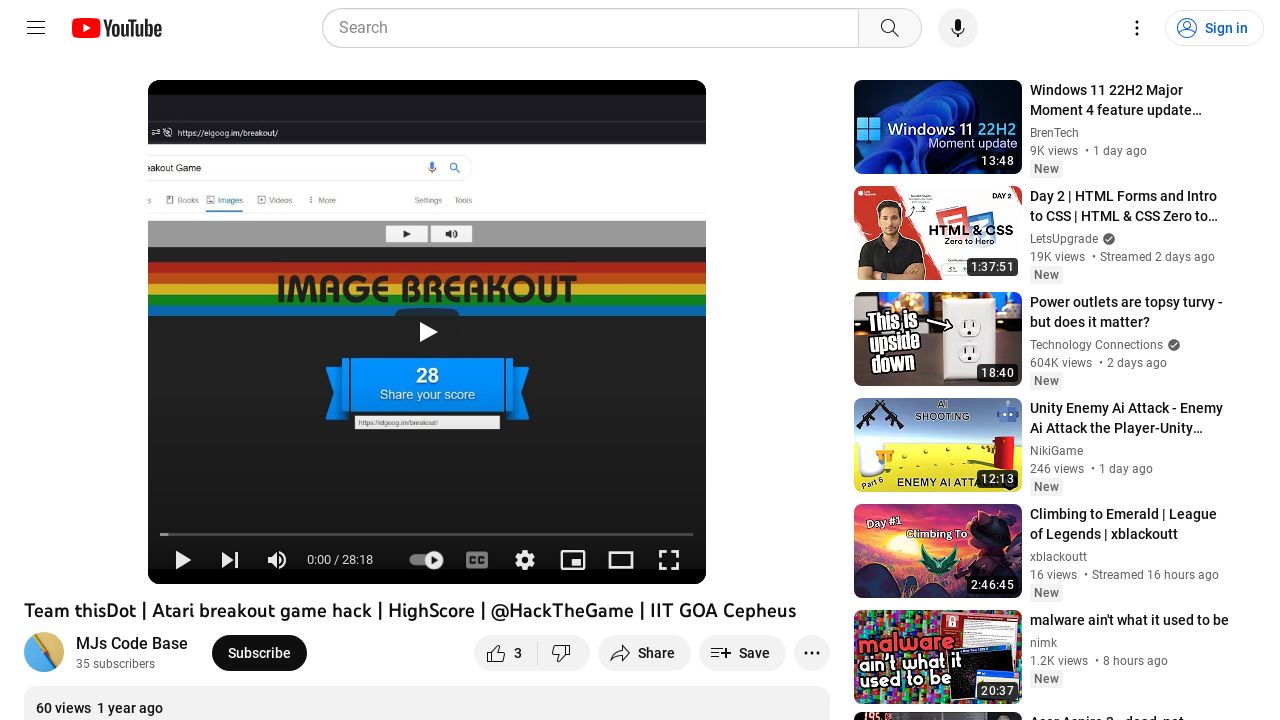 YouTube
Search
Sign in
https://elgoog.im/breakout/
eakout Game
Books
Images
Videos
More
Settings
Tools
IMAGE BREAKOUT
28
Share your score
https://elgoog.im/breakout/
0:00 / 28:18
CC
Team thisDot | Atari breakout game hack | HighScore | @HackTheGame | IIT GOA Cepheus
MJs Code Base
35 subscribers
Subscribe
3
Share
Save
60 views 1 year ago
Windows 11 22H2
Moment update
13:48
Windows 11 22H2 Major
Moment 4 feature update…
BrenTech
9K views • 1 day ago
New
DAY 2
HTML & CSS
Zero to Hero
1:37:51
Day 2 | HTML Forms and Intro
to CSS | HTML & CSS Zero to…
LetsUpgrade
19K views • Streamed 2 days ago
New
This is
upside
down
18:40
Power outlets are topsy turvy -
but does it matter?
Technology Connections
604K views • 2 days ago
New
AI
SHOOTING
Part 6
ENEMY AI ATTA
12:13
Unity Enemy Ai Attack - Enemy
Ai Attack the Player-Unity…
NikiGame
246 views • 1 day ago
New
Day #1
Climbing To
2:46:45
Climbing to Emerald | League
of Legends | xblackoutt
xblackoutt
16 views • Streamed 16 hours ago
New
malware
ain't what it
used to be
20:37
malware ain't what it used to be
nimk
1.2K views • 8 hours ago
New